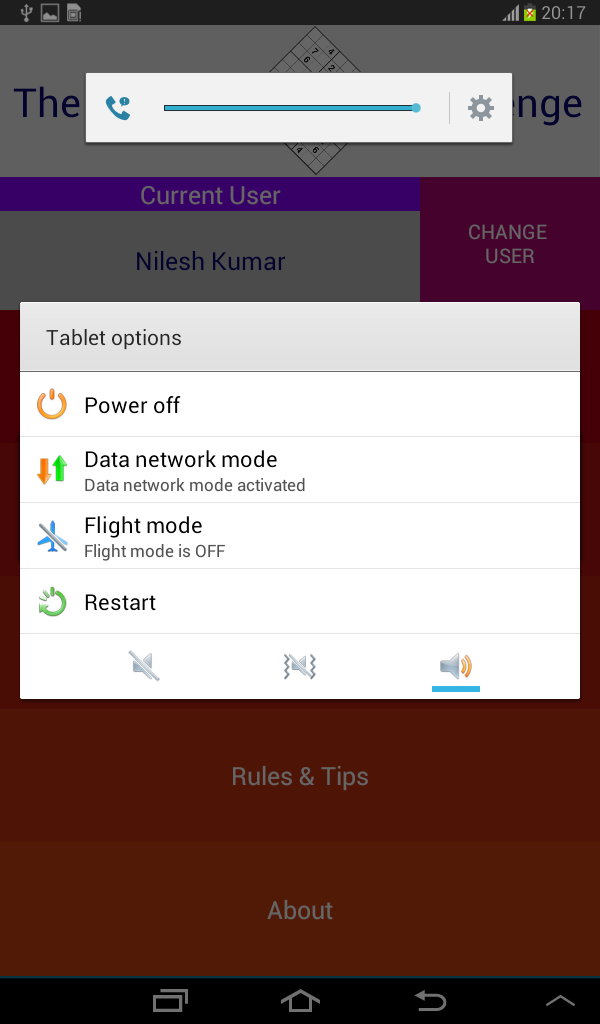 20:17
The
enge
Current User
Nilesh Kumar
CHANGE
USER
Tablet options
Power off
Data network mode
Data network mode activated
Flight mode
Flight mode is OFF
Restart
Rules & Tips
About